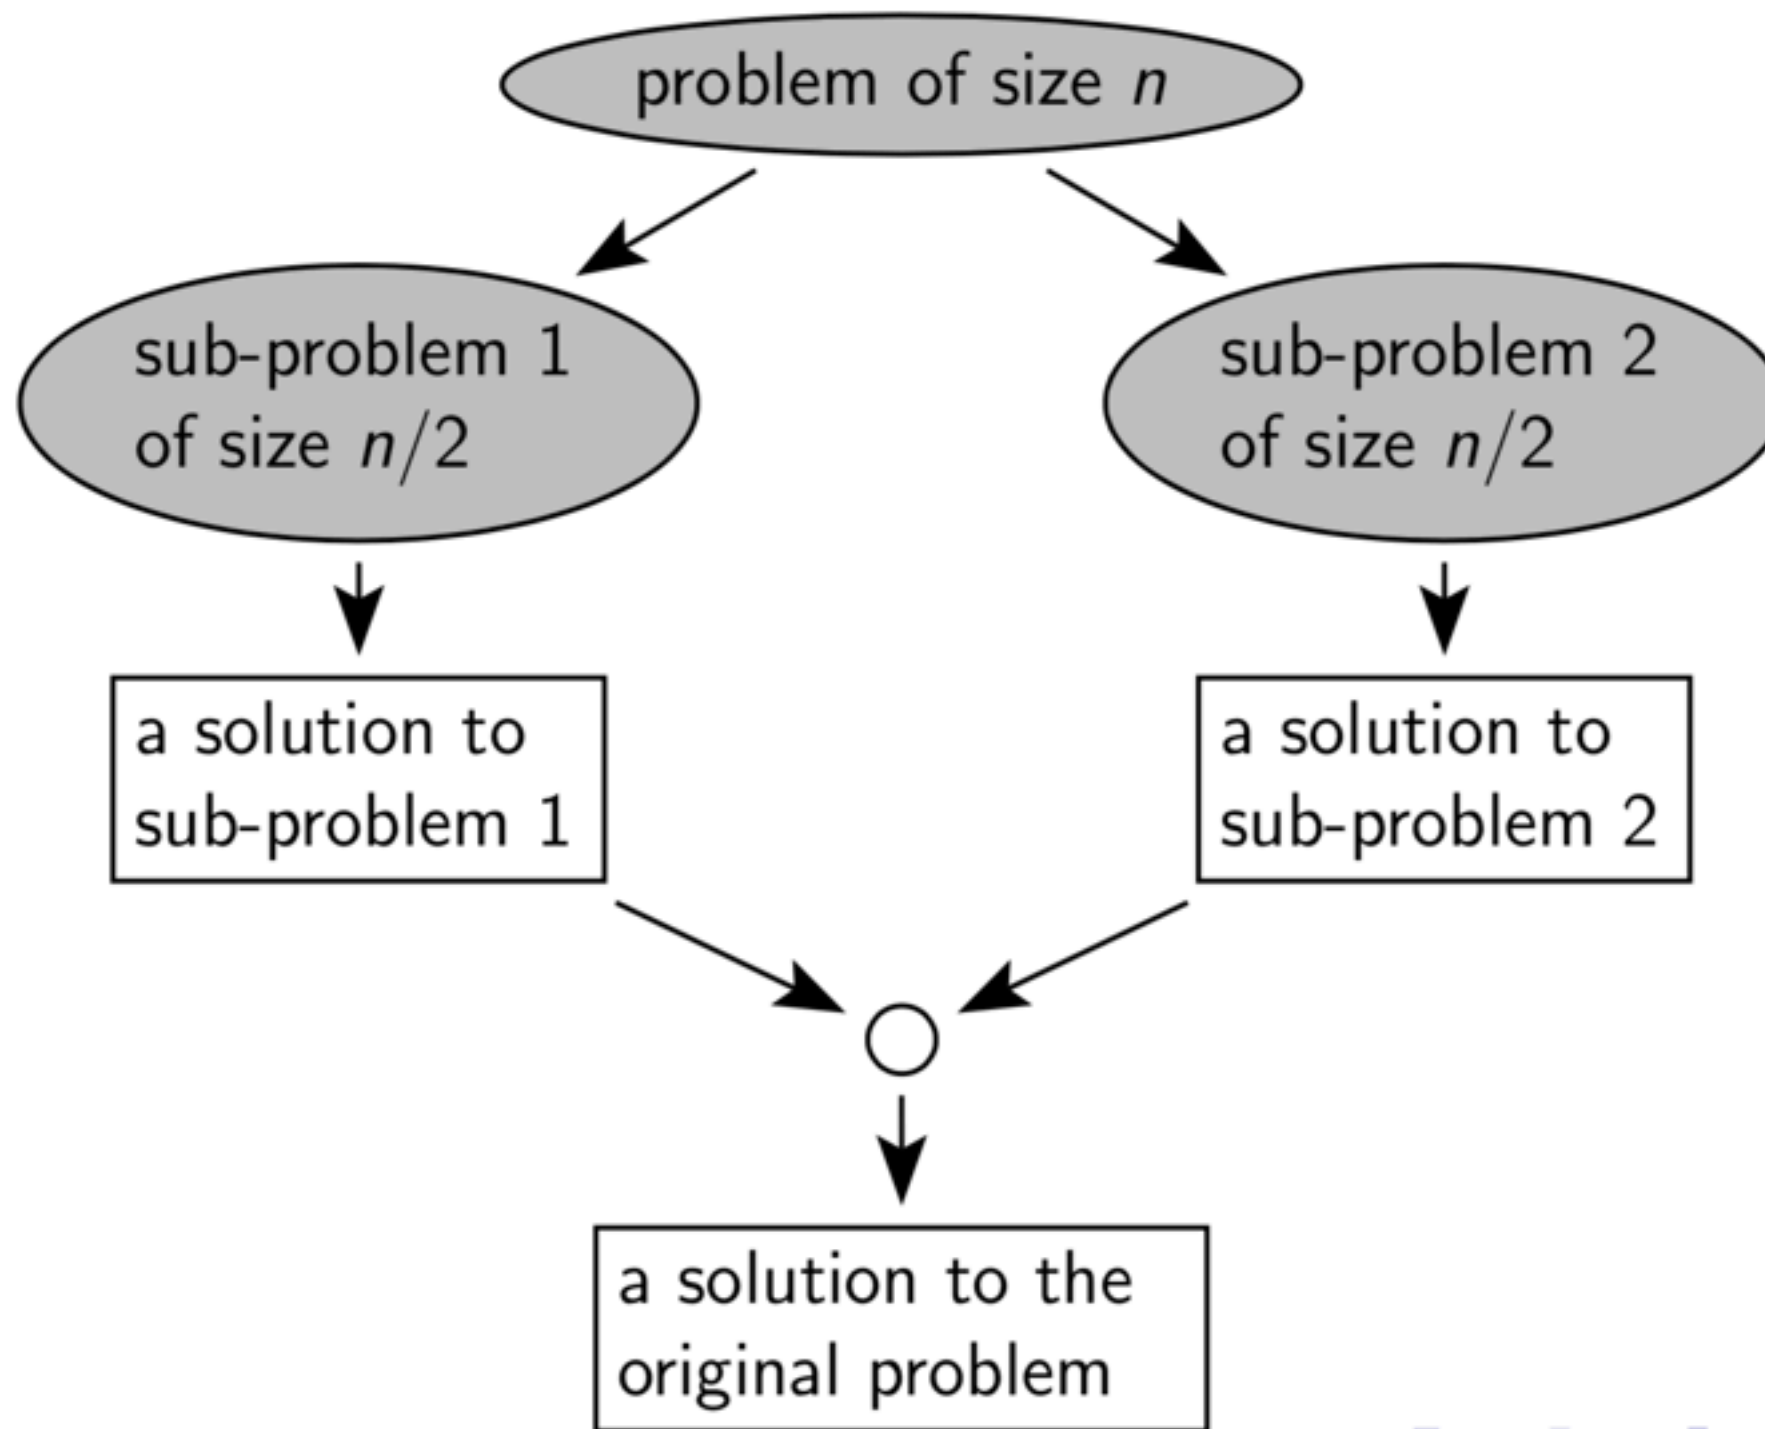 problem of size n
sub-problem 1
of size n/2
sub-problem 2
of size n/2
a solution to
sub-problem 1
a solution to
sub-problem 2
a solution to the
original problem